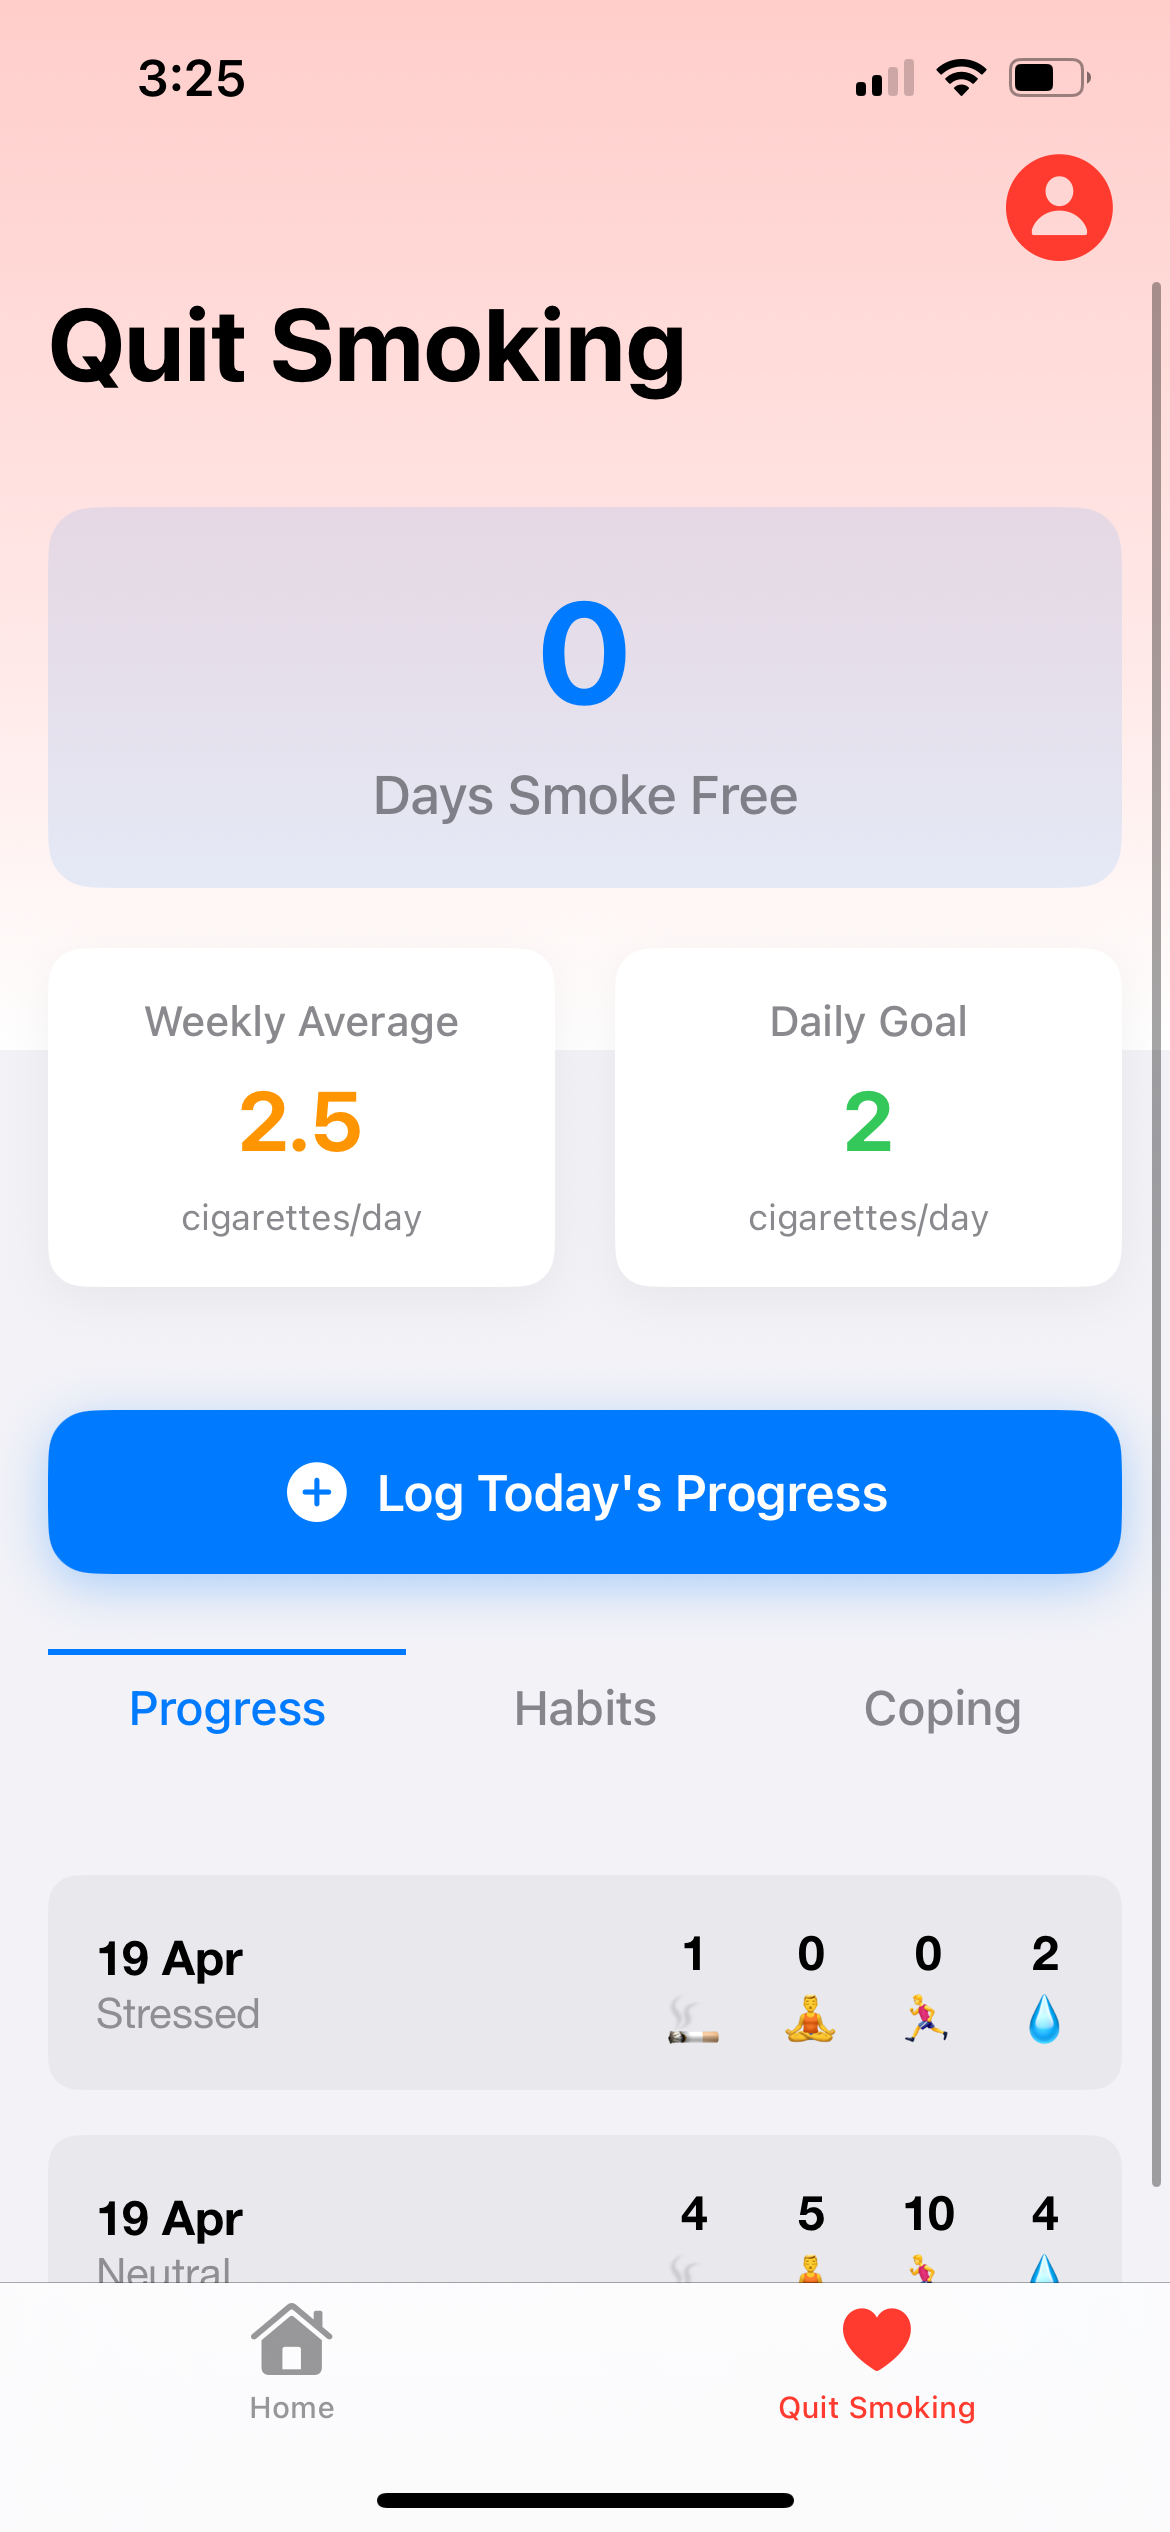 3:25
Quit Smoking
0
Days Smoke Free
Weekly Average
2.5
cigarettes/day
Daily Goal
2
cigarettes/day
Log Today's Progress
Progress Habits Coping
19 Apr
Stressed
1 0 0 2
19 Apr
Neutral
4 5 10 4
Home
Quit Smoking